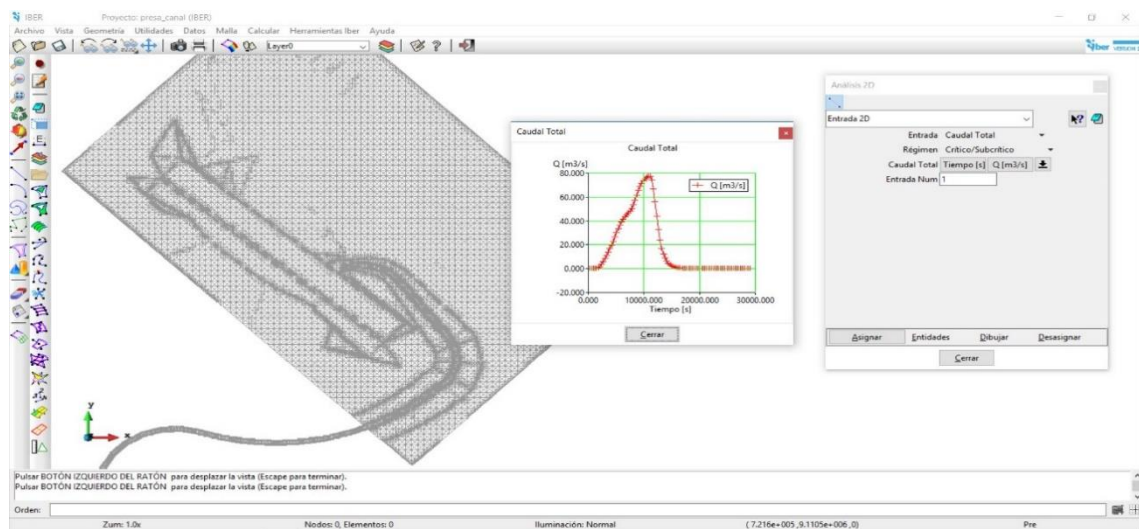 IBER Proyecto: presa_canal (IBER)
Archivo Vista Geometría Utilidades Datos Malla Calcular Herramientas Iber Ayuda
Layer0
Iber
Análisis 2D
Entrada 2D
Entrada Caudal Total
Régimen Crítico/Subcrítico
Caudal Total Tiempo [s] Q [m3/s]
Entrada Num 1
Asignar Entidades Dibujar Desasignar
Cerrar
Caudal Total
Caudal Total
Q [m3/s]
80.000
60.000
40.000
20.000
0.000
-20.000
Q [m3/s]
0.000 10000.000 20000.000 30000.000
Tiempo [s]
Cerrar
y
x
Pulsar BOTÓN IZQUIERDO DEL RATÓN para desplazar la vista (Escape para terminar).
Pulsar BOTÓN IZQUIERDO DEL RATÓN para desplazar la vista (Escape para terminar).
Orden:
Zum: 1.0x Nodos: 0, Elementos: 0 Iluminación: Normal ( 7.216e+005 ,9.1105e+006 ,0) Pre